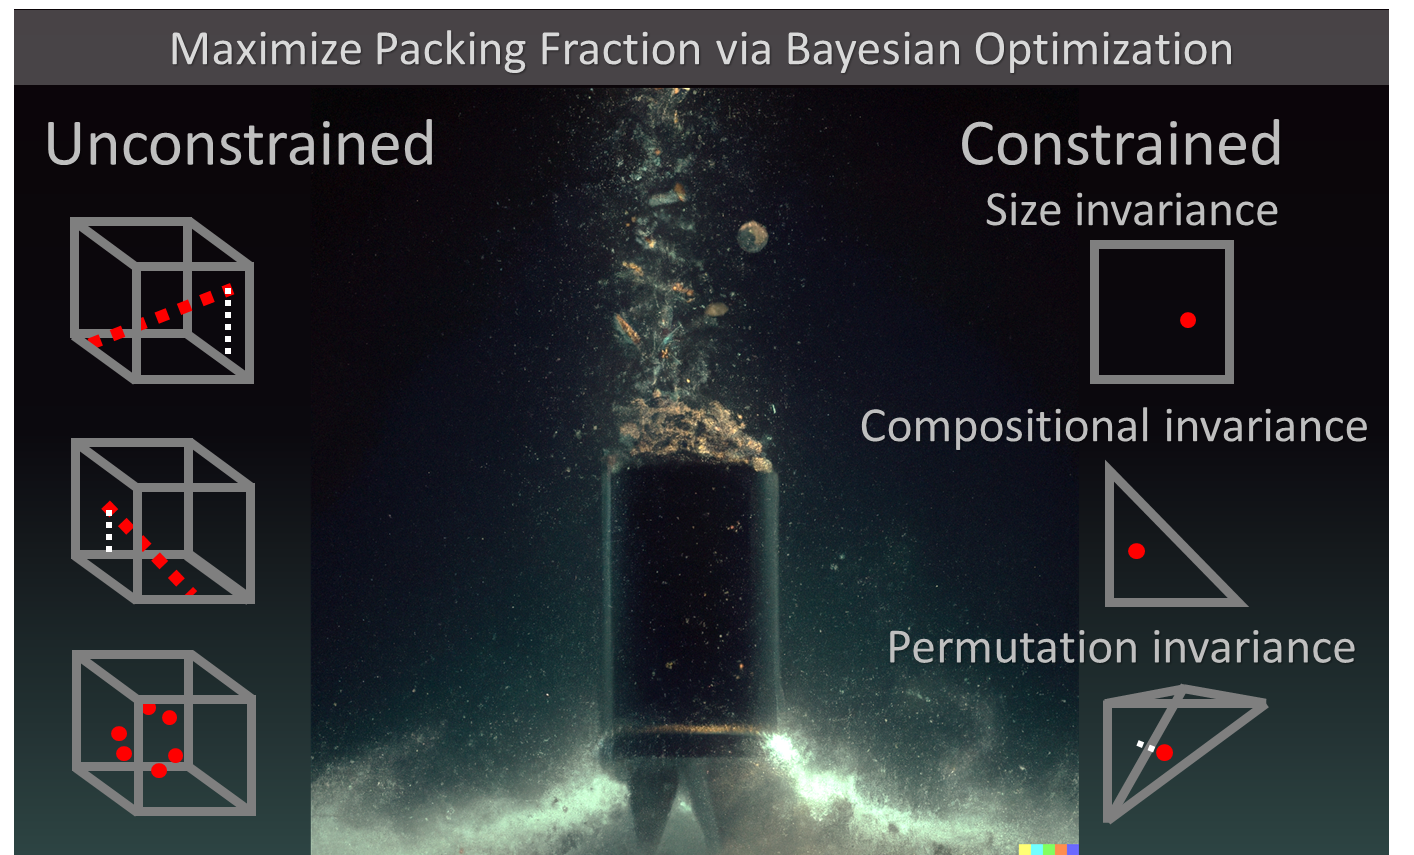 Maximize Packing Fraction via Bayesian Optimization
Unconstrained
Constrained
Size invariance
Compositional invariance
Permutation invariance